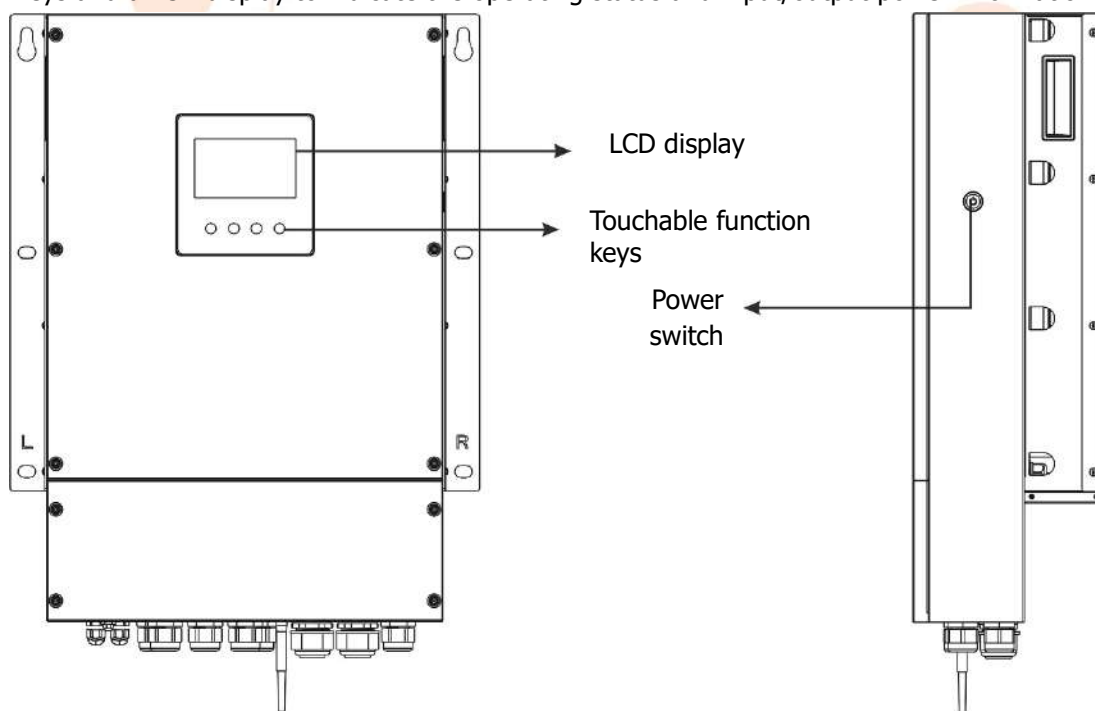 LCD display
Touchable function
keys
Power
switch
L
R